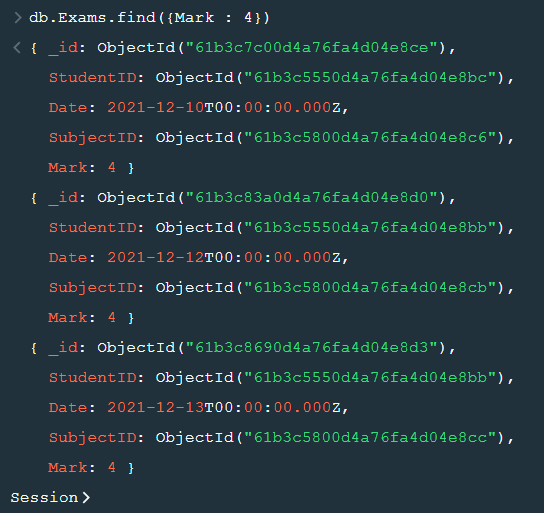 > db.Exams.find({Mark : 4})
< { _id: ObjectId("61b3c7c00d4a76fa4d04e8ce"),
StudentID: ObjectId("61b3c5550d4a76fa4d04e8bc"),
Date: 2021-12-10T00:00:00.000Z,
SubjectID: ObjectId("61b3c5800d4a76fa4d04e8c6"),
Mark: 4 }
{ _id: ObjectId("61b3c83a0d4a76fa4d04e8d0"),
StudentID: ObjectId("61b3c5550d4a76fa4d04e8bb"),
Date: 2021-12-12T00:00:00.000Z,
SubjectID: ObjectId("61b3c5800d4a76fa4d04e8cb"),
Mark: 4 }
{ _id: ObjectId("61b3c8690d4a76fa4d04e8d3"),
StudentID: ObjectId("61b3c5550d4a76fa4d04e8bb"),
Date: 2021-12-13T00:00:00.000Z,
SubjectID: ObjectId("61b3c5800d4a76fa4d04e8cc"),
Mark: 4 }
Session>